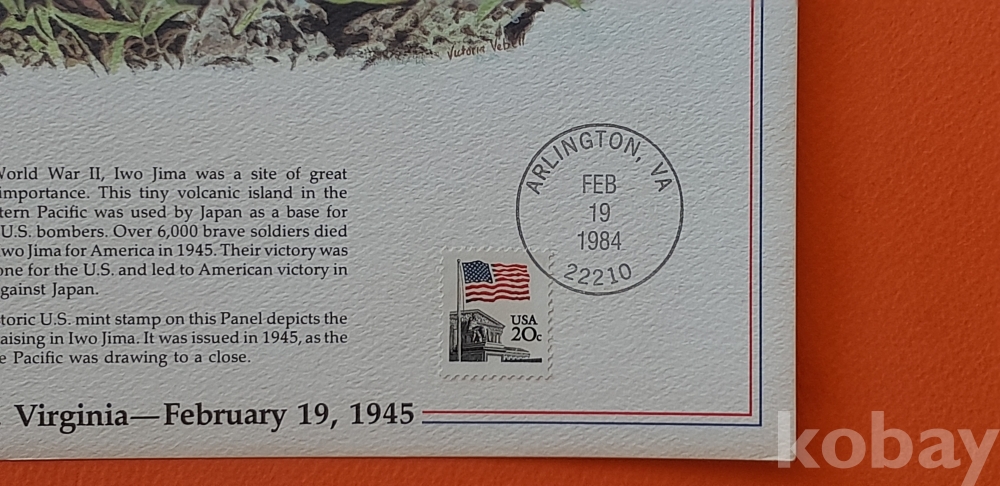 Victoria Vebell
World War II, Iwo Jima was a site of great
importance. This tiny volcanic island in the
tern Pacific was used by Japan as a base for
U.S. bombers. Over 6,000 brave soldiers died
wo Jima for America in 1945. Their victory was
one for the U.S. and led to American victory in
gainst Japan.
toric U.S. mint stamp on this Panel depicts the
aising in Iwo Jima. It was issued in 1945, as the
e Pacific was drawing to a close.
Virginia—February 19, 1945
ARLINGTON, VA
FEB
19
1984
22210
USA
20c
kobay